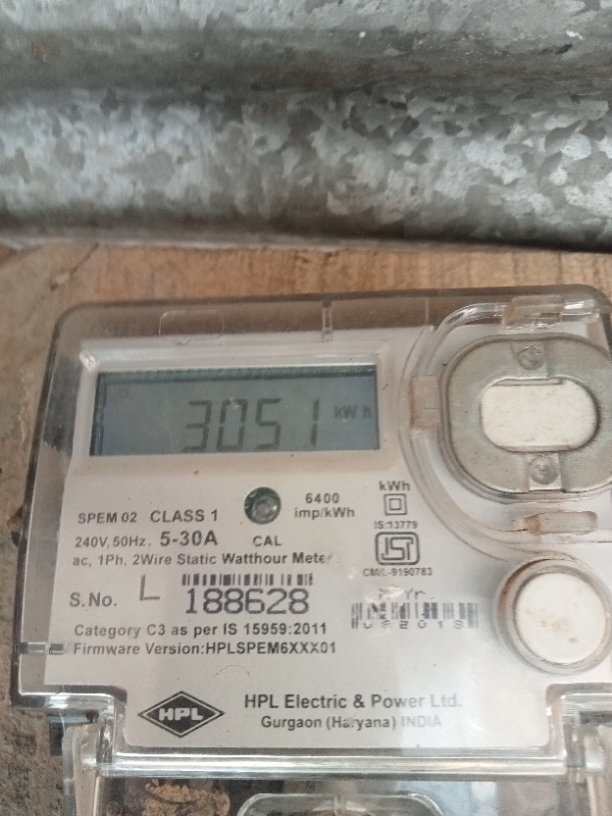 3051 kWh
6400
imp/kWh
kWh
SPEM 02 CLASS 1
IS:13779
240V, 50Hz, 5-30A CAL
ac, 1Ph, 2Wire Static Watthour Meter
CM/L-9190783
S.No. L 188628
Category C3 as per IS 15959:2011
Firmware Version:HPLSPEM6XXX01
HPL
HPL Electric & Power Ltd.
Gurgaon (Haryana) INDIA